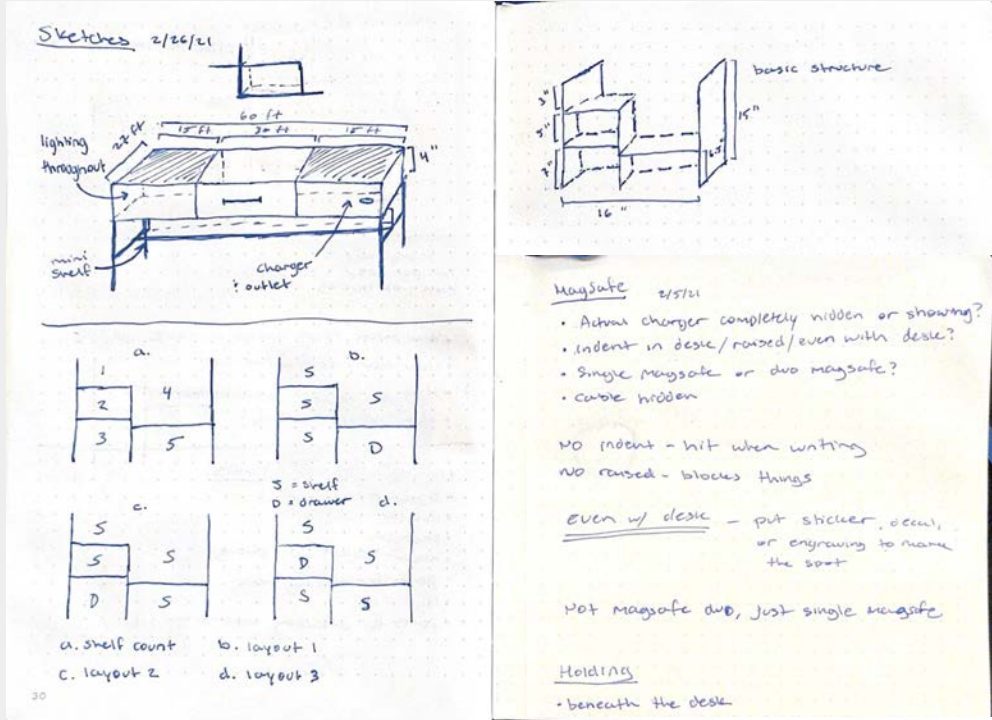 Sketches 2/26/21
60 ft
15 ft 30 ft 15 ft
22 ft
4"
lighting
throughout
mini
shelf
charger
+ outlet
a.
1
2
3
4
5
b.
S
S
S
S
D
S = shelf
D = drawer
c.
S
S
D
S
S
d.
S
D
S
S
S
a. shelf count b. layout 1
c. layout 2 d. layout 3
30
basic structure
3"
5"
7"
15"
6.5"
16"
MagSafe 2/5/21
• Actual charger completely hidden or showing?
• Indent in desk/raised/even with desk?
• Single magsafe or duo magsafe?
• cable hidden
No indent - hit when writing
No raised - blocks things
even w/ desk - put sticker, decal,
or engraving to make
the spot
Not magsafe duo, just single magsafe
Holding
• beneath the desk